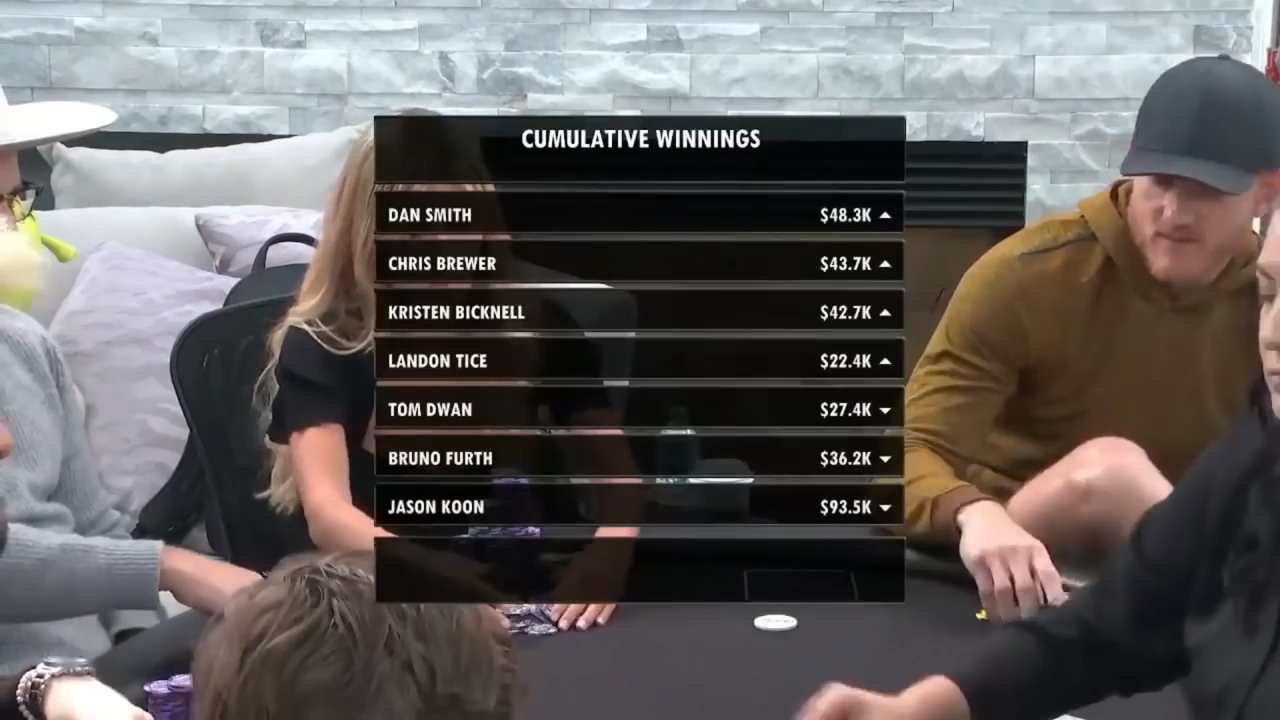 CUMULATIVE WINNINGS
DAN SMITH $48.3K ▲
CHRIS BREWER $43.7K ▲
KRISTEN BICKNELL $42.7K ▲
LANDON TICE $22.4K ▲
TOM DWAN $27.4K ▼
BRUNO FURTH $36.2K ▼
JASON KOON $93.5K ▼